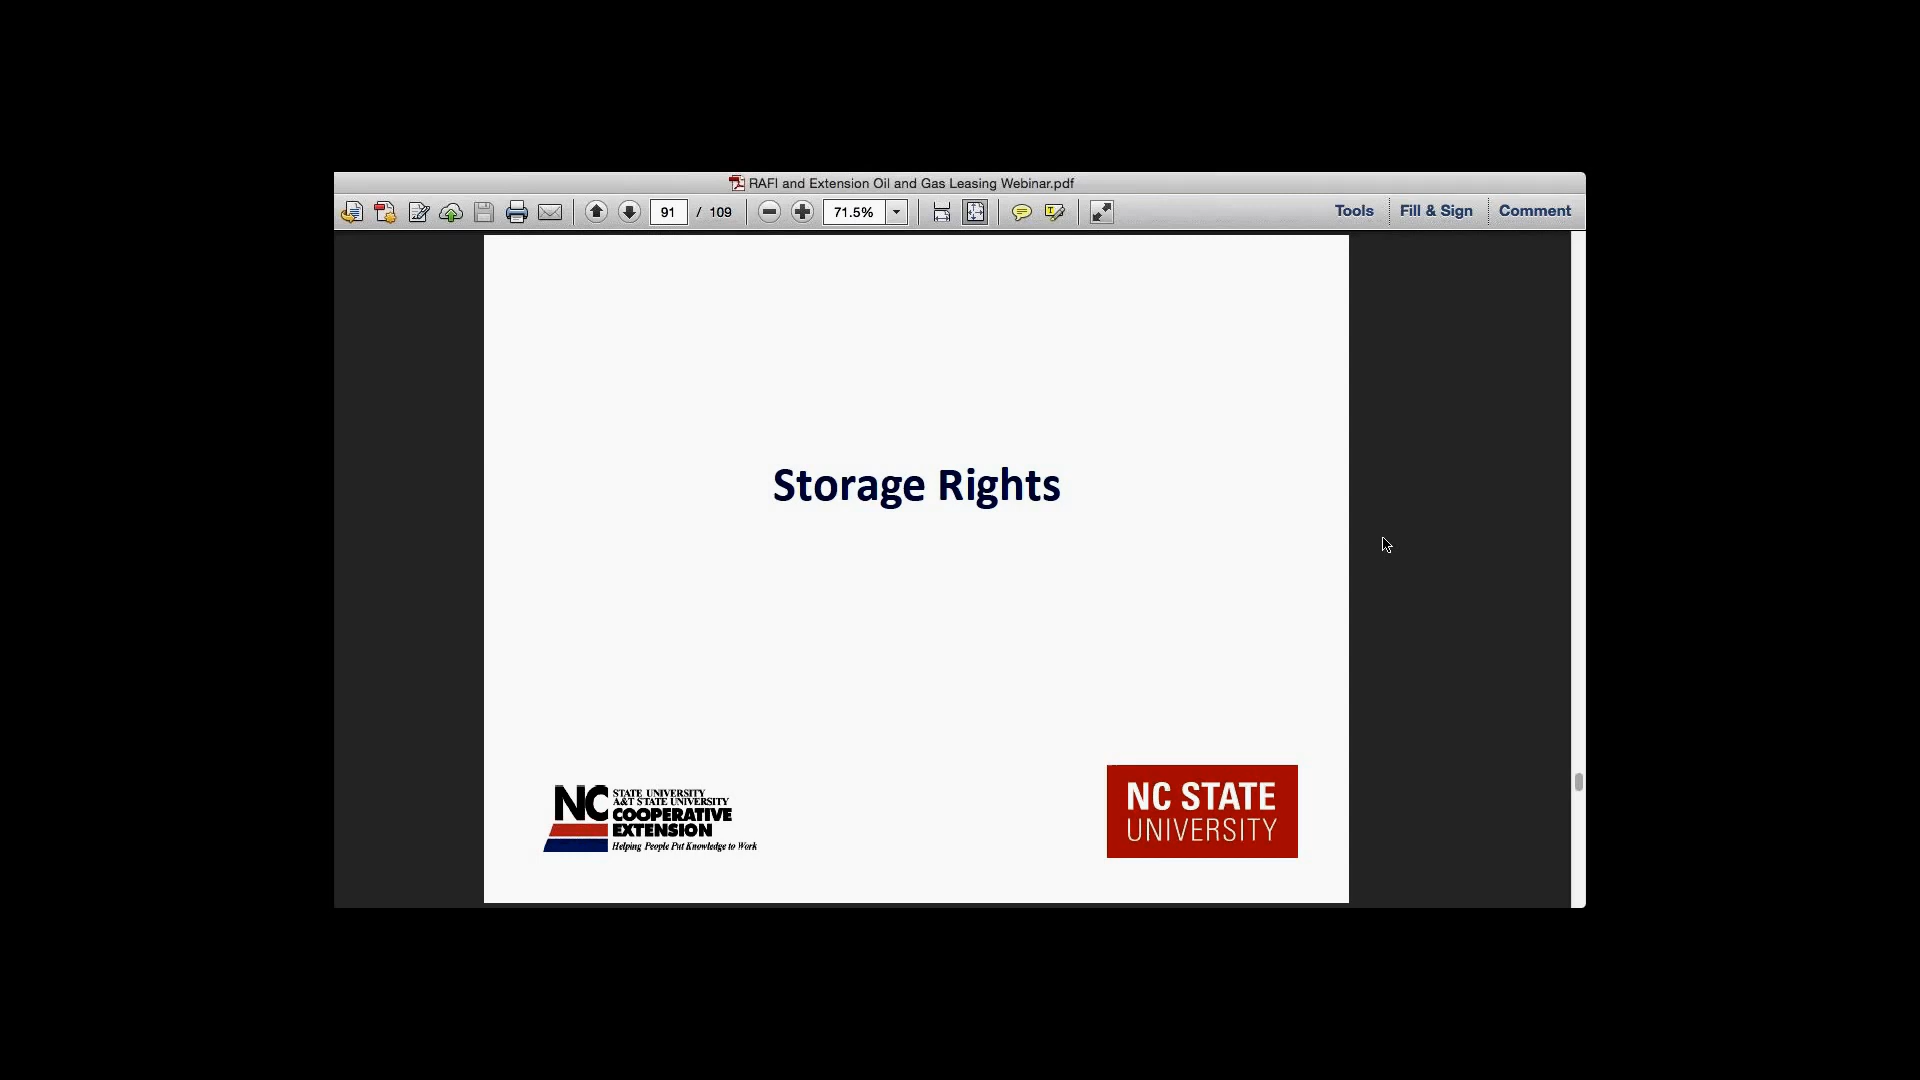 RAFI and Extension Oil and Gas Leasing Webinar.pdf
91 / 109 71.5% Tools Fill & Sign Comment
Storage Rights
NC STATE UNIVERSITY
A&T STATE UNIVERSITY
COOPERATIVE
EXTENSION
Helping People Put Knowledge to Work
NC STATE
UNIVERSITY